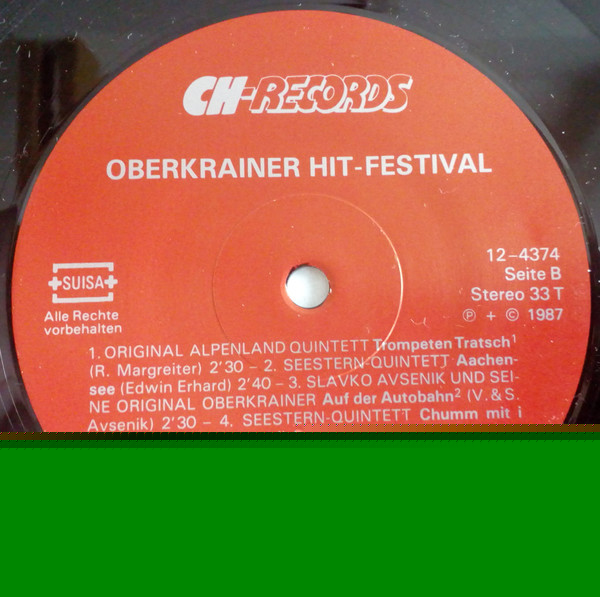 CH-RECORDS
OBERKRAINER HIT-FESTIVAL
12-4374
Seite B
Stereo 33 T
Ⓟ + © 1987
SUISA
Alle Rechte
vorbehalten
1. ORIGINAL ALPENLAND QUINTETT Trompeten Tratsch¹
(R. Margreiter) 2'30 – 2. SEESTERN-QUINTETT Aachen-
see (Edwin Erhard) 2'40 – 3. SLAVKO AVSENIK UND SEI-
NE ORIGINAL OBERKRAINER Auf der Autobahn² (V. & S.
Avsenik) 2'30 – 4. SEESTERN-QUINTETT Chumm mit i